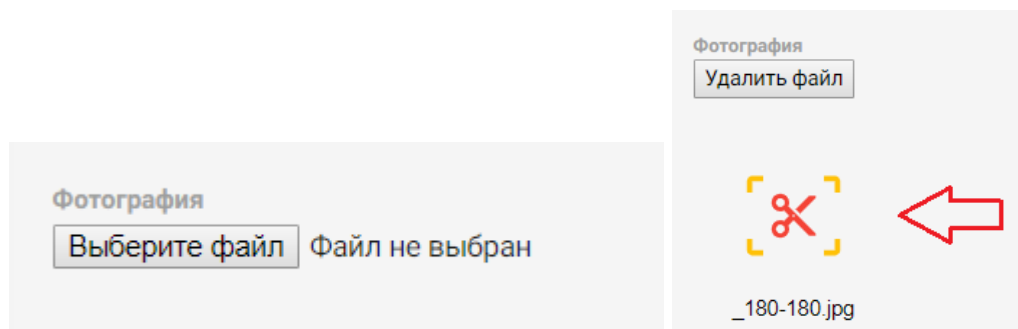 Фотография
Выберите файл Файл не выбран
Фотография
Удалить файл
_180-180.jpg